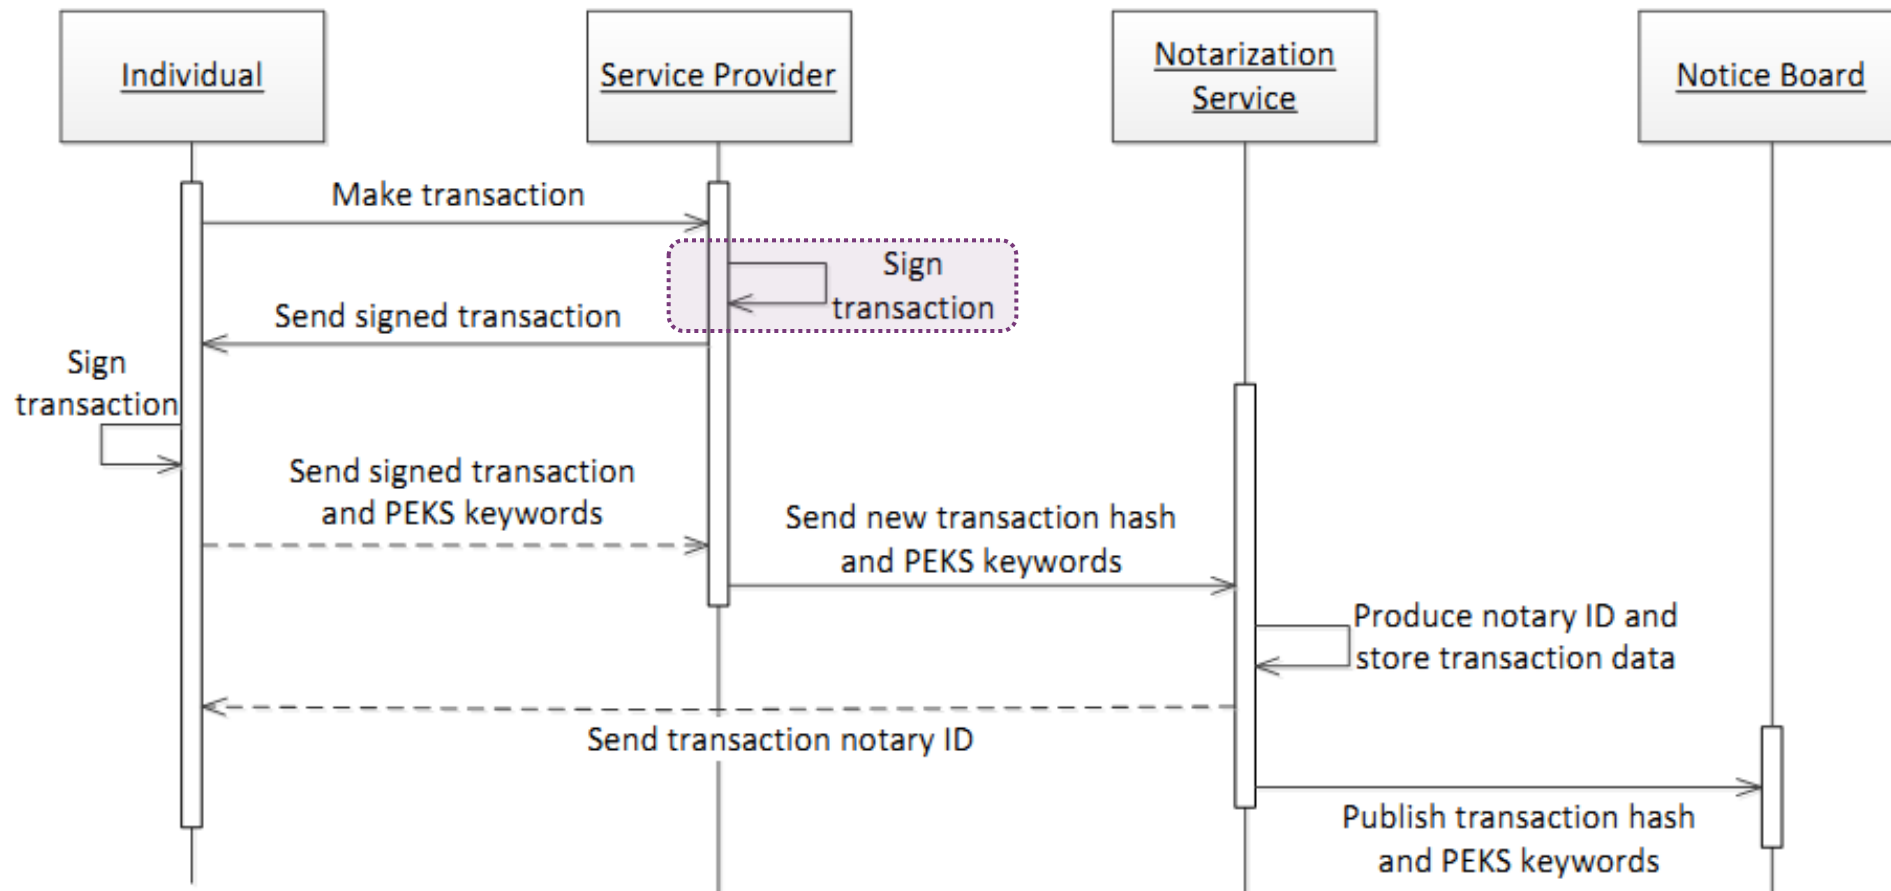 Individual
Service Provider
Notarization
Service
Notice Board
Make transaction
Sign
transaction
Send signed transaction
Sign
transaction
Send signed transaction
and PEKS keywords
Send new transaction hash
and PEKS keywords
Produce notary ID and
store transaction data
Send transaction notary ID
Publish transaction hash
and PEKS keywords